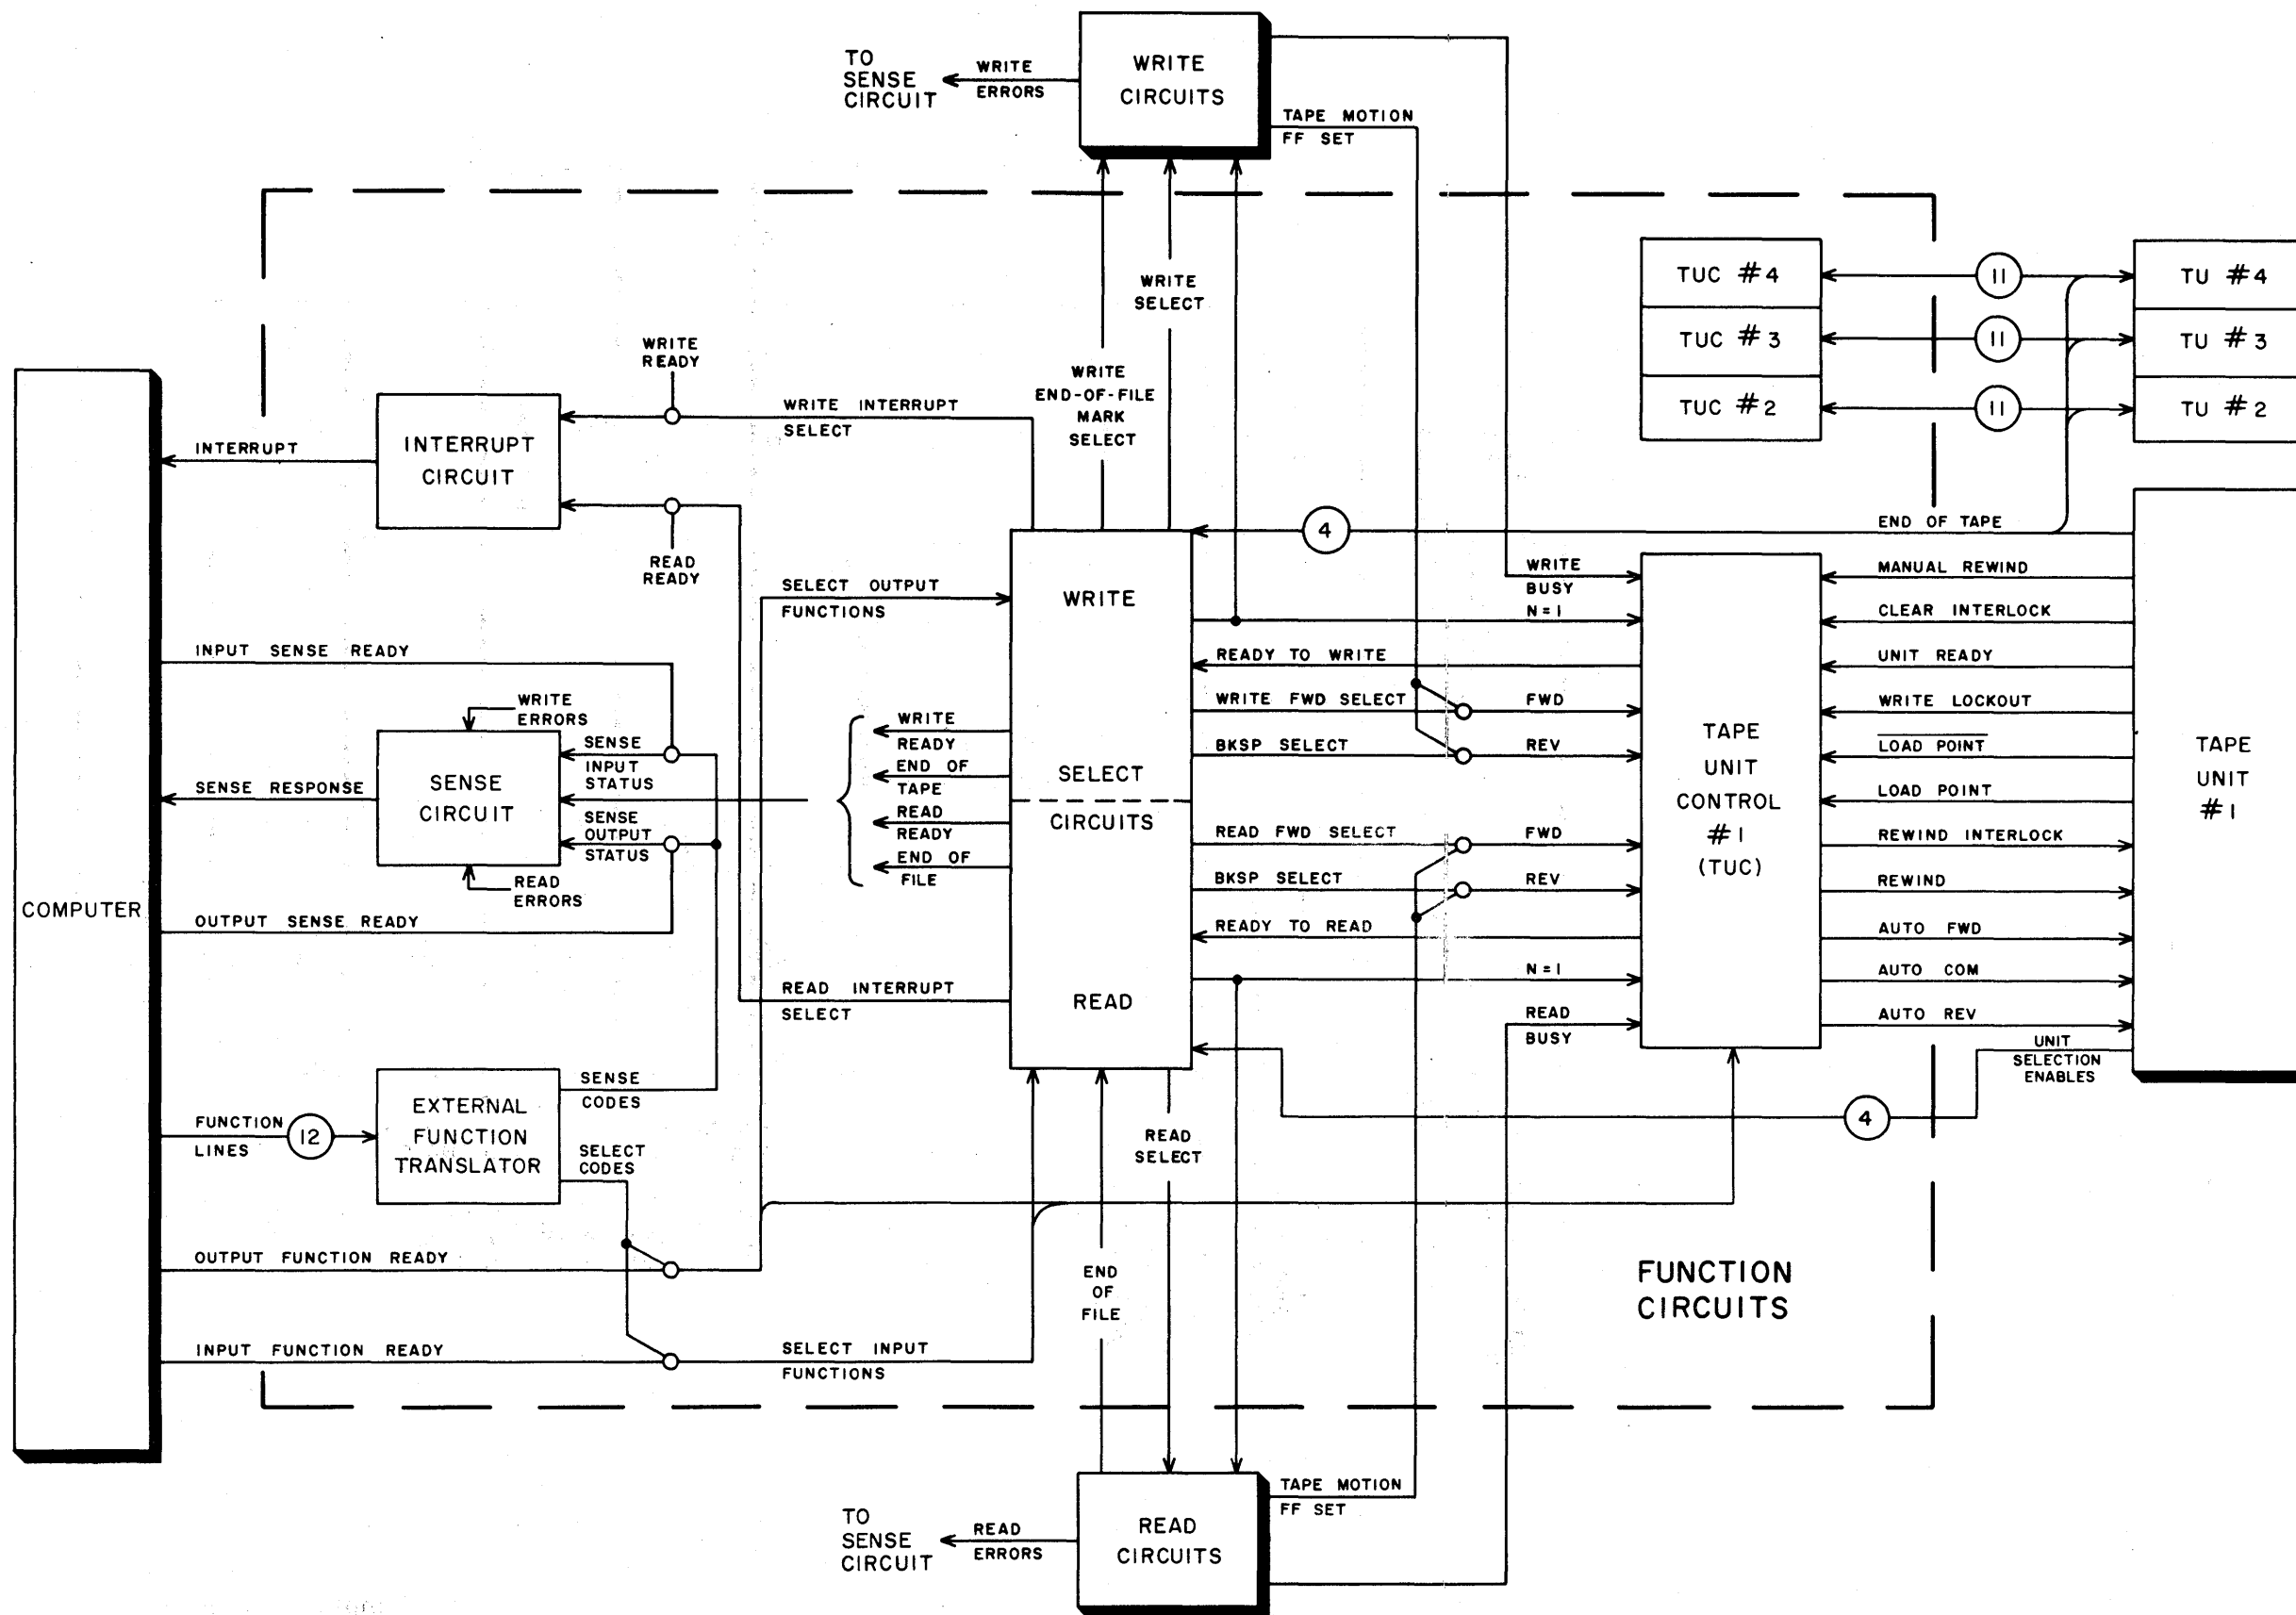 TO
SENSE
CIRCUIT
WRITE
ERRORS
WRITE
CIRCUITS
TAPE MOTION
FF SET
WRITE
SELECT
WRITE
END-OF-FILE
MARK
SELECT
TUC #4
11
TU #4
TUC #3
11
TU #3
TUC #2
11
TU #2
WRITE
READY
WRITE INTERRUPT
SELECT
INTERRUPT
INTERRUPT
CIRCUIT
READ
READY
4
END OF TAPE
SELECT OUTPUT
FUNCTIONS
WRITE
SELECT
CIRCUITS
READ
WRITE
BUSY
N=1
READY TO WRITE
WRITE FWD SELECT
FWD
BKSP SELECT
REV
READ FWD SELECT
FWD
BKSP SELECT
REV
READY TO READ
N=1
READ
BUSY
TAPE
UNIT
CONTROL
#1
(TUC)
MANUAL REWIND
CLEAR INTERLOCK
UNIT READY
WRITE LOCKOUT
LOAD POINT
LOAD POINT
REWIND INTERLOCK
REWIND
AUTO FWD
AUTO COM
AUTO REV
TAPE
UNIT
#1
UNIT
SELECTION
ENABLES
4
INPUT SENSE READY
WRITE
ERRORS
SENSE
INPUT
STATUS
SENSE RESPONSE
SENSE
CIRCUIT
SENSE
OUTPUT
STATUS
READ
ERRORS
WRITE
READY
END OF
TAPE
READ
READY
END OF
FILE
COMPUTER
OUTPUT SENSE READY
READ INTERRUPT
SELECT
FUNCTION
LINES
12
EXTERNAL
FUNCTION
TRANSLATOR
SENSE
CODES
SELECT
CODES
READ
SELECT
OUTPUT FUNCTION READY
END
OF
FILE
FUNCTION
CIRCUITS
INPUT FUNCTION READY
SELECT INPUT
FUNCTIONS
TO
SENSE
CIRCUIT
READ
ERRORS
READ
CIRCUITS
TAPE MOTION
FF SET